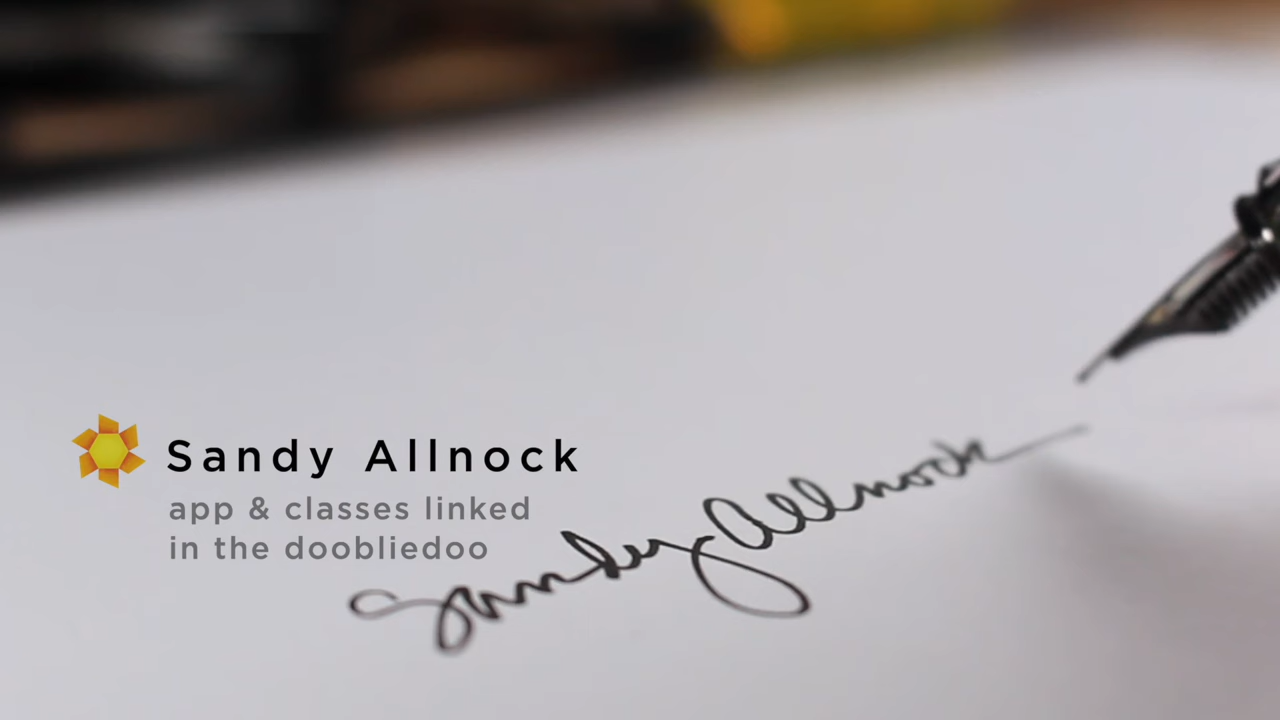 Sandy Allnock
app & classes linked
in the doobliedoo
Sandy Allnock